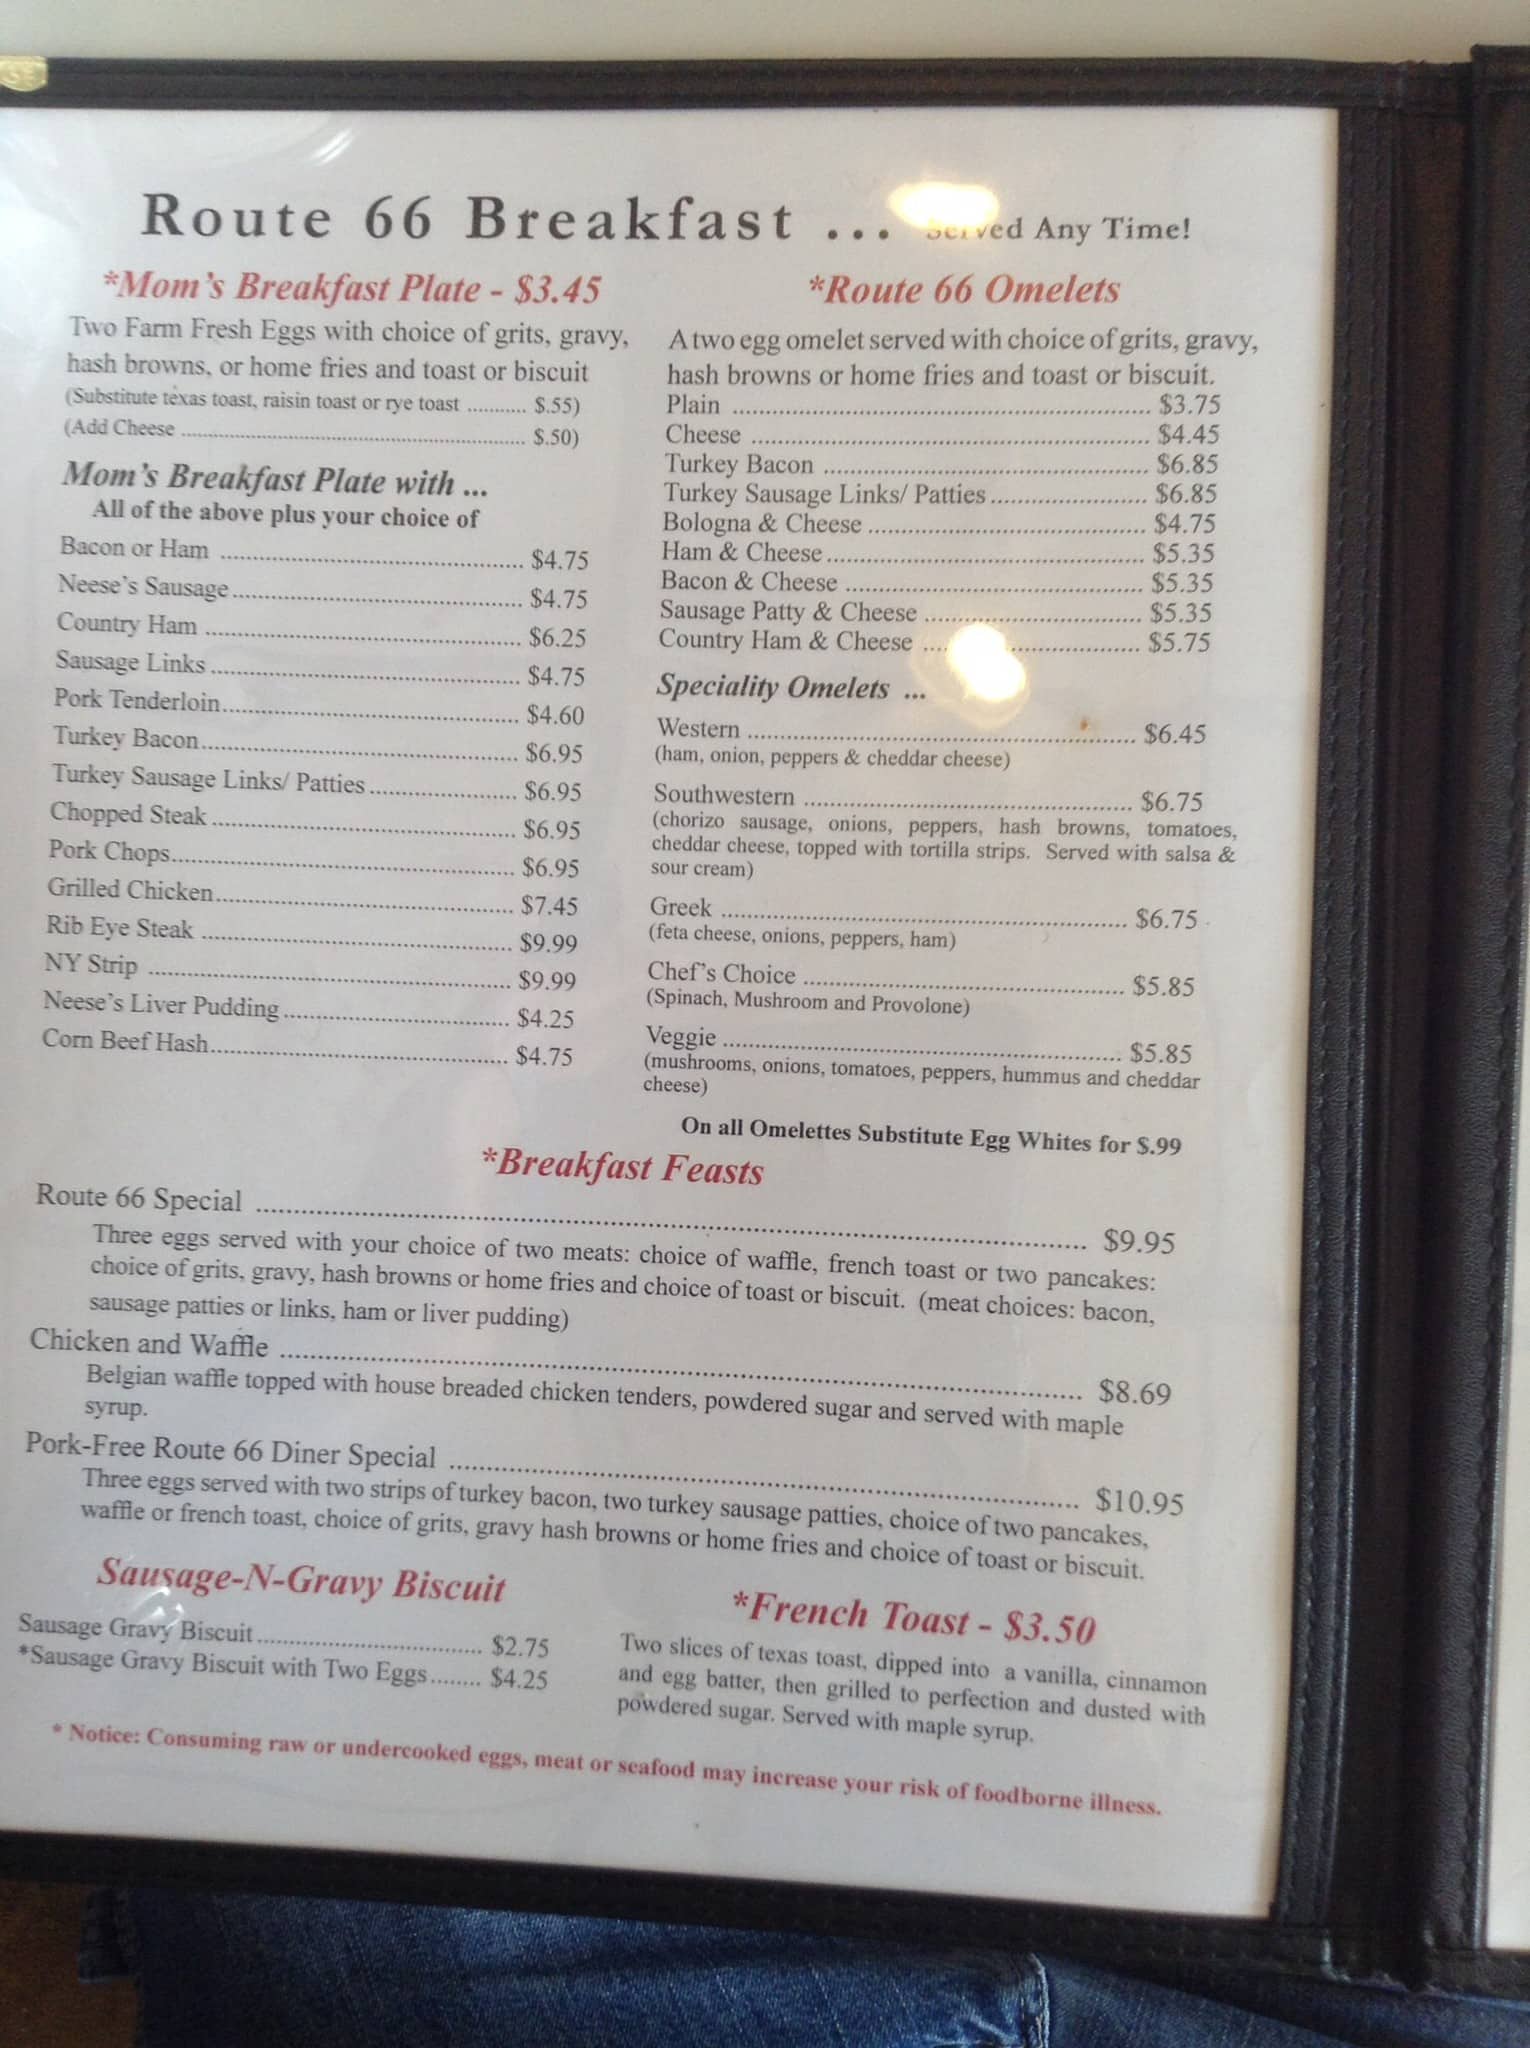 Route 66 Breakfast ... Served Any Time!
*Mom's Breakfast Plate - $3.45
Two Farm Fresh Eggs with choice of grits, gravy,
hash browns, or home fries and toast or biscuit
(Substitute texas toast, raisin toast or rye toast ........... $.55)
(Add Cheese ................................................................ $.50)
Mom's Breakfast Plate with ...
All of the above plus your choice of
Bacon or Ham ............................................. $4.75
Neese's Sausage........................................... $4.75
Country Ham ............................................... $6.25
Sausage Links.............................................. $4.75
Pork Tenderloin............................................ $4.60
Turkey Bacon............................................... $6.95
Turkey Sausage Links/ Patties...................... $6.95
Chopped Steak ............................................. $6.95
Pork Chops................................................... $6.95
Grilled Chicken............................................ $7.45
Rib Eye Steak .............................................. $9.99
NY Strip ...................................................... $9.99
Neese's Liver Pudding.................................. $4.25
Corn Beef Hash............................................ $4.75
*Route 66 Omelets
A two egg omelet served with choice of grits, gravy,
hash browns or home fries and toast or biscuit.
Plain .............................................................. $3.75
Cheese ........................................................... $4.45
Turkey Bacon ................................................ $6.85
Turkey Sausage Links/ Patties....................... $6.85
Bologna & Cheese ......................................... $4.75
Ham & Cheese............................................... $5.35
Bacon & Cheese ............................................ $5.35
Sausage Patty & Cheese ................................ $5.35
Country Ham & Cheese ................................ $5.75
Speciality Omelets ...
Western .......................................................... $6.45
(ham, onion, peppers & cheddar cheese)
Southwestern ................................................. $6.75
(chorizo sausage, onions, peppers, hash browns, tomatoes,
cheddar cheese, topped with tortilla strips. Served with salsa &
sour cream)
Greek ............................................................. $6.75
(feta cheese, onions, peppers, ham)
Chef's Choice ................................................ $5.85
(Spinach, Mushroom and Provolone)
Veggie ............................................................ $5.85
(mushrooms, onions, tomatoes, peppers, hummus and cheddar
cheese)
On all Omelettes Substitute Egg Whites for $.99
*Breakfast Feasts
Route 66 Special ........................................................................ $9.95
Three eggs served with your choice of two meats: choice of waffle, french toast or two pancakes:
choice of grits, gravy, hash browns or home fries and choice of toast or biscuit. (meat choices: bacon,
sausage patties or links, ham or liver pudding)
Chicken and Waffle ........................................................................ $8.69
Belgian waffle topped with house breaded chicken tenders, powdered sugar and served with maple
syrup.
Pork-Free Route 66 Diner Special ........................................................ $10.95
Three eggs served with two strips of turkey bacon, two turkey sausage patties, choice of two pancakes,
waffle or french toast, choice of grits, gravy hash browns or home fries and choice of toast or biscuit.
Sausage-N-Gravy Biscuit
Sausage Gravy Biscuit.................................. $2.75
*Sausage Gravy Biscuit with Two Eggs........ $4.25
*French Toast - $3.50
Two slices of texas toast, dipped into a vanilla, cinnamon
and egg batter, then grilled to perfection and dusted with
powdered sugar. Served with maple syrup.
* Notice: Consuming raw or undercooked eggs, meat or seafood may increase your risk of foodborne illness.